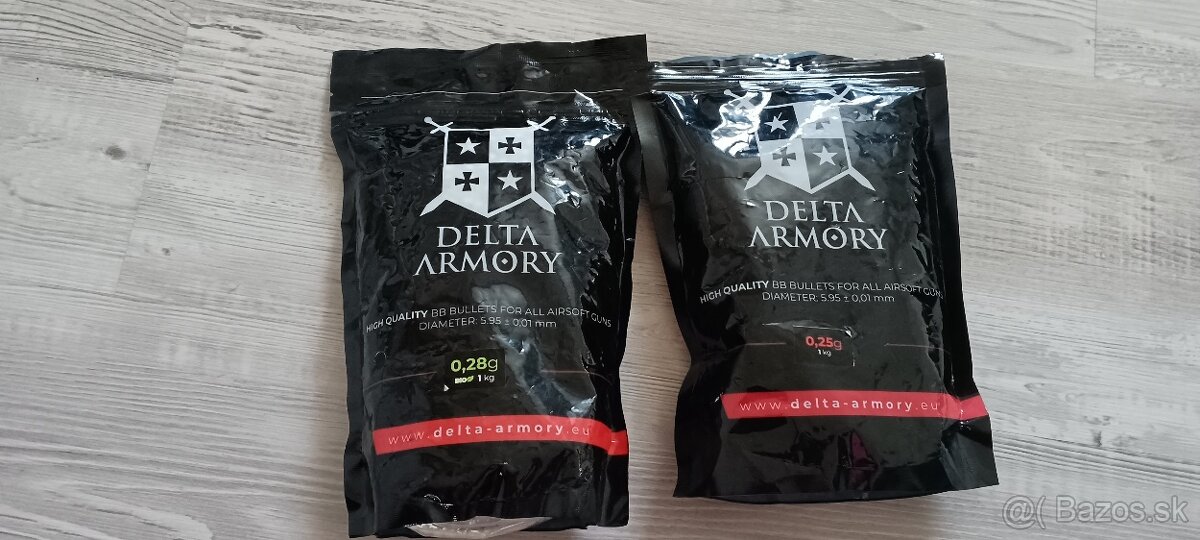 DELTA
ARMORY
HIGH QUALITY BB BULLETS FOR ALL AIRSOFT GUNS
DIAMETER: 5.95 ± 0,01 mm
0,28g
BIO 1 kg
www.delta-armory.eu
DELTA
ARMORY
HIGH QUALITY BB BULLETS FOR ALL AIRSOFT GUNS
DIAMETER: 5.95 ± 0,01 mm
0,25g
1 kg
www.delta-armory.eu
@( Bazos.sk